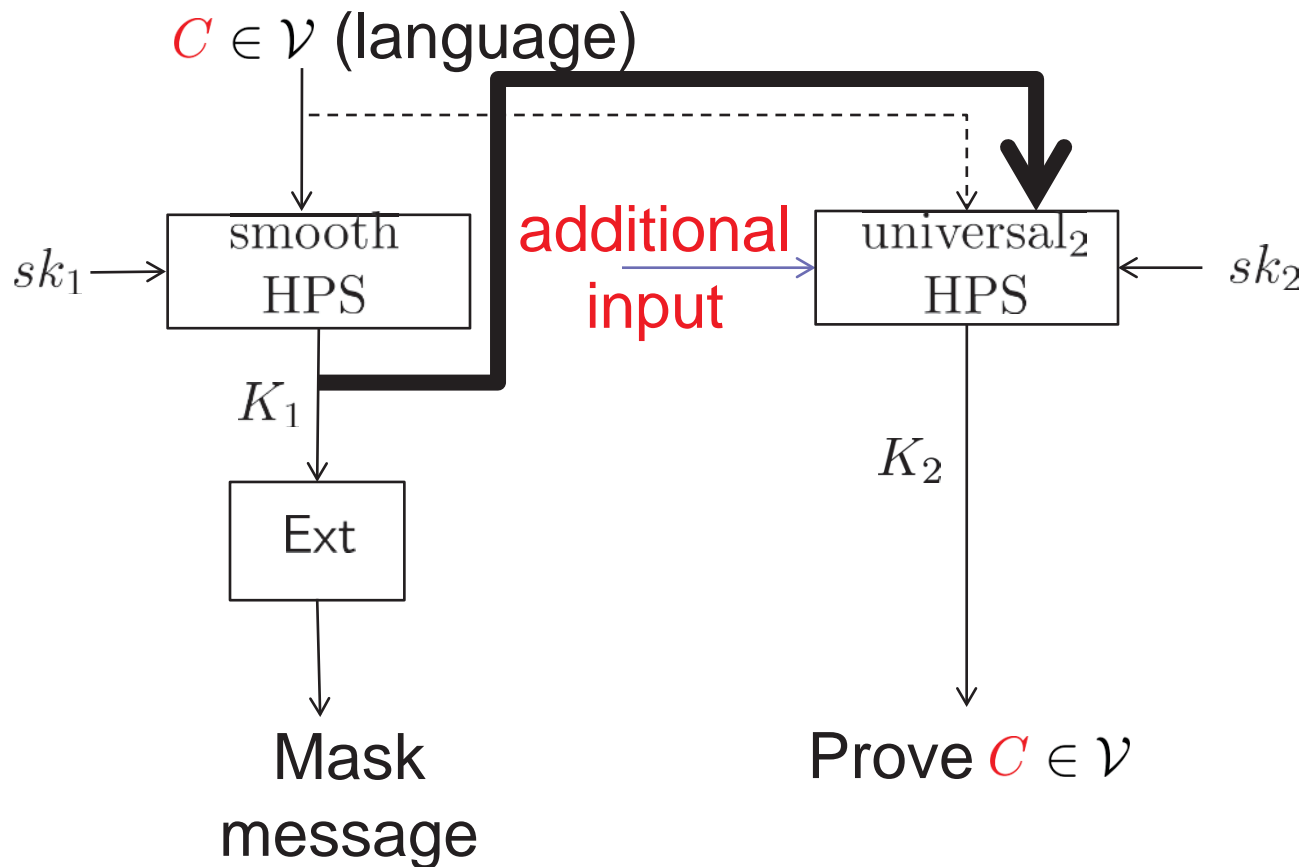 C ∈ 𝒱 (language)
smooth
HPS
sk₁
additional
input
universal₂
HPS
sk₂
K₁
K₂
Ext
Mask
message
Prove C ∈ 𝒱